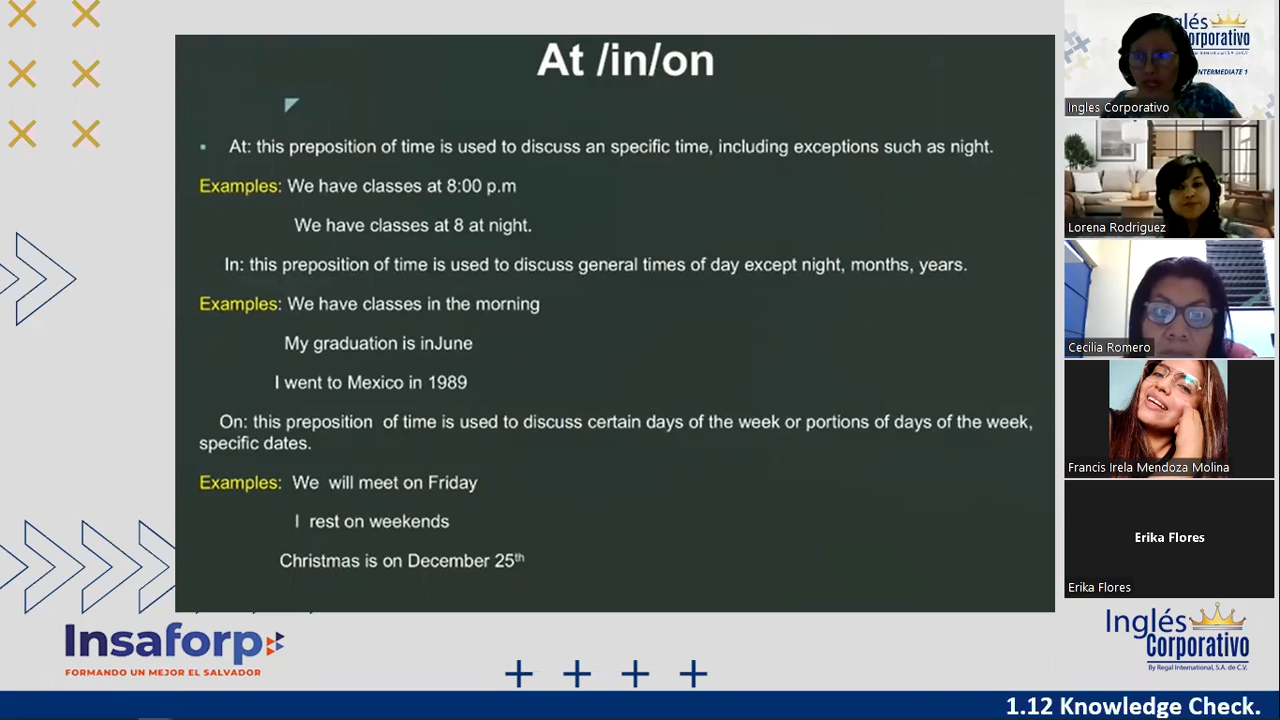 At /in/on
At: this preposition of time is used to discuss an specific time, including exceptions such as night.
Examples: We have classes at 8:00 p.m
We have classes at 8 at night.
In: this preposition of time is used to discuss general times of day except night, months, years.
Examples: We have classes in the morning
My graduation is inJune
I went to Mexico in 1989
On: this preposition of time is used to discuss certain days of the week or portions of days of the week,
specific dates.
Examples: We will meet on Friday
I rest on weekends
Christmas is on December 25th
Insaforp
FORMANDO UN MEJOR EL SALVADOR
NTERMEDIATE 1
Ingles Corporativo
Lorena Rodriguez
Cecilia Romero
Francis Irela Mendoza Molina
Erika Flores
Erika Flores
Inglés
Corporativo
By Regal International, S.A. de C.V.
1.12 Knowledge Check.